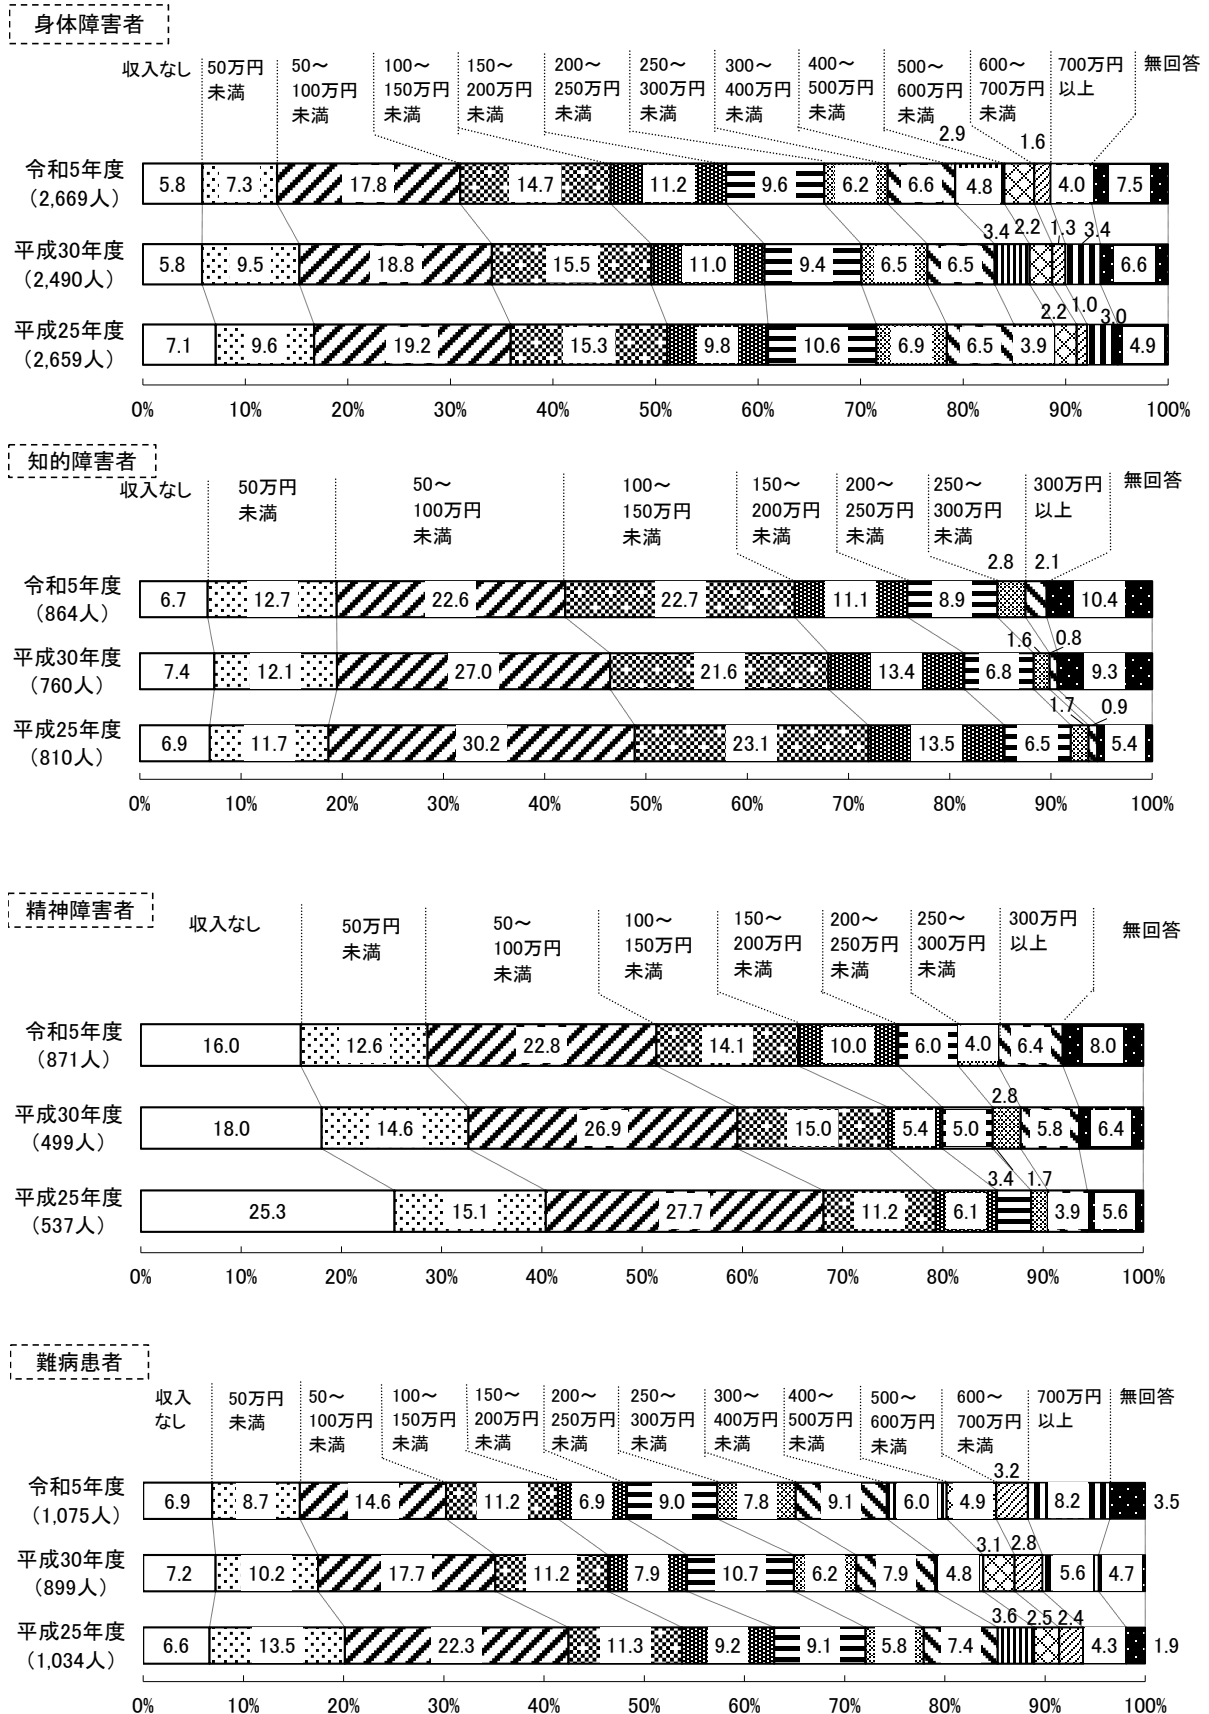 身体障害者
収入なし
50万円
未満
50～
100万円
未満
100～
150万円
未満
150～
200万円
未満
200～
250万円
未満
250～
300万円
未満
300～
400万円
未満
400～
500万円
未満
500～
600万円
未満
600～
700万円
未満
700万円
以上
無回答
2.9 1.6
令和5年度
(2,669人)
5.8 7.3 17.8 14.7 11.2 9.6 6.2 6.6 4.8 4.0 7.5
3.4 2.2 1.3 3.4
平成30年度
(2,490人)
5.8 9.5 18.8 15.5 11.0 9.4 6.5 6.5 6.6
2.2 1.0 3.0
平成25年度
(2,659人)
7.1 9.6 19.2 15.3 9.8 10.6 6.9 6.5 3.9 4.9
0% 10% 20% 30% 40% 50% 60% 70% 80% 90% 100%
知的障害者
収入なし
50万円
未満
50～
100万円
未満
100～
150万円
未満
150～
200万円
未満
200～
250万円
未満
250～
300万円
未満
300万円
以上
無回答
2.8 2.1
令和5年度
(864人)
6.7 12.7 22.6 22.7 11.1 8.9 10.4
1.6 0.8
平成30年度
(760人)
7.4 12.1 27.0 21.6 13.4 6.8 9.3
1.7 0.9
平成25年度
(810人)
6.9 11.7 30.2 23.1 13.5 6.5 5.4
0% 10% 20% 30% 40% 50% 60% 70% 80% 90% 100%
精神障害者
収入なし
50万円
未満
50～
100万円
未満
100～
150万円
未満
150～
200万円
未満
200～
250万円
未満
250～
300万円
未満
300万円
以上
無回答
令和5年度
(871人)
16.0 12.6 22.8 14.1 10.0 6.0 4.0 6.4 8.0
2.8
平成30年度
(499人)
18.0 14.6 26.9 15.0 5.4 5.0 5.8 6.4
3.4 1.7
平成25年度
(537人)
25.3 15.1 27.7 11.2 6.1 3.9 5.6
0% 10% 20% 30% 40% 50% 60% 70% 80% 90% 100%
難病患者
収入
なし
50万円
未満
50～
100万円
未満
100～
150万円
未満
150～
200万円
未満
200～
250万円
未満
250～
300万円
未満
300～
400万円
未満
400～
500万円
未満
500～
600万円
未満
600～
700万円
未満
700万円
以上
無回答
3.2
令和5年度
(1,075人)
6.9 8.7 14.6 11.2 6.9 9.0 7.8 9.1 6.0 4.9 8.2 3.5
3.1 2.8
平成30年度
(899人)
7.2 10.2 17.7 11.2 7.9 10.7 6.2 7.9 4.8 5.6 4.7
3.6 2.5 2.4
平成25年度
(1,034人)
6.6 13.5 22.3 11.3 9.2 9.1 5.8 7.4 4.3 1.9
0% 10% 20% 30% 40% 50% 60% 70% 80% 90% 100%